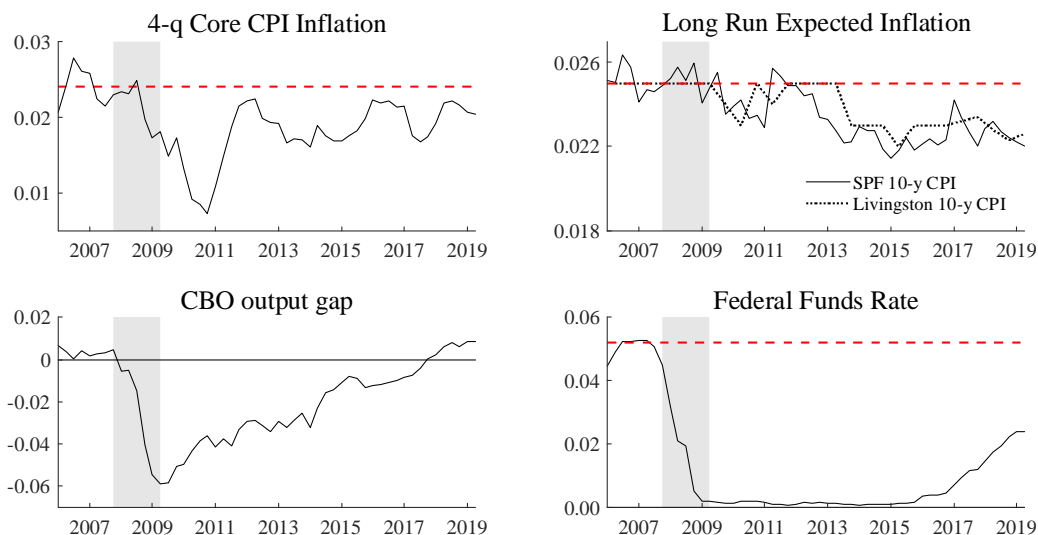 4-q Core CPI Inflation
0.03
0.02
0.01
2007 2009 2011 2013 2015 2017 2019
Long Run Expected Inflation
0.026
0.022
0.018
SPF 10-y CPI
Livingston 10-y CPI
2007 2009 2011 2013 2015 2017 2019
CBO output gap
0.02
0
-0.02
-0.04
-0.06
2007 2009 2011 2013 2015 2017 2019
Federal Funds Rate
0.06
0.04
0.02
0.00
2007 2009 2011 2013 2015 2017 2019